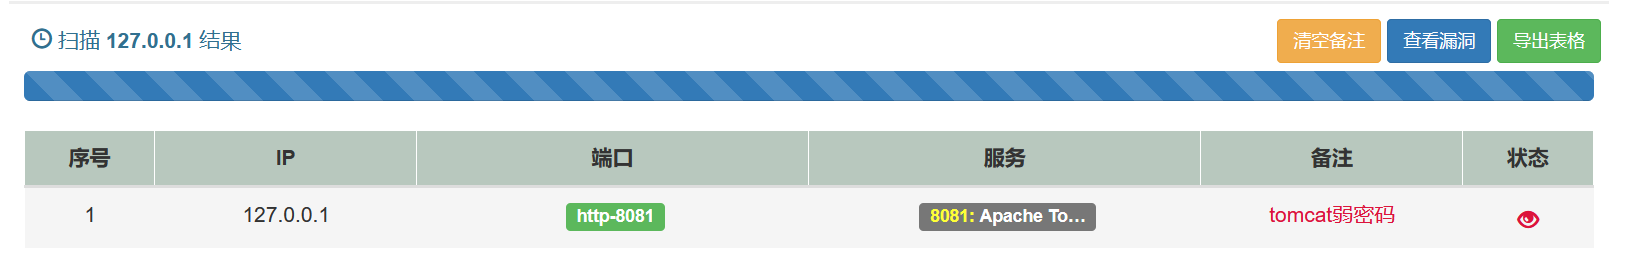 扫描 127.0.0.1 结果
清空备注
查看漏洞
导出表格
序号 IP 端口 服务 备注 状态
1 127.0.0.1 http-8081 8081: Apache To... tomcat弱密码